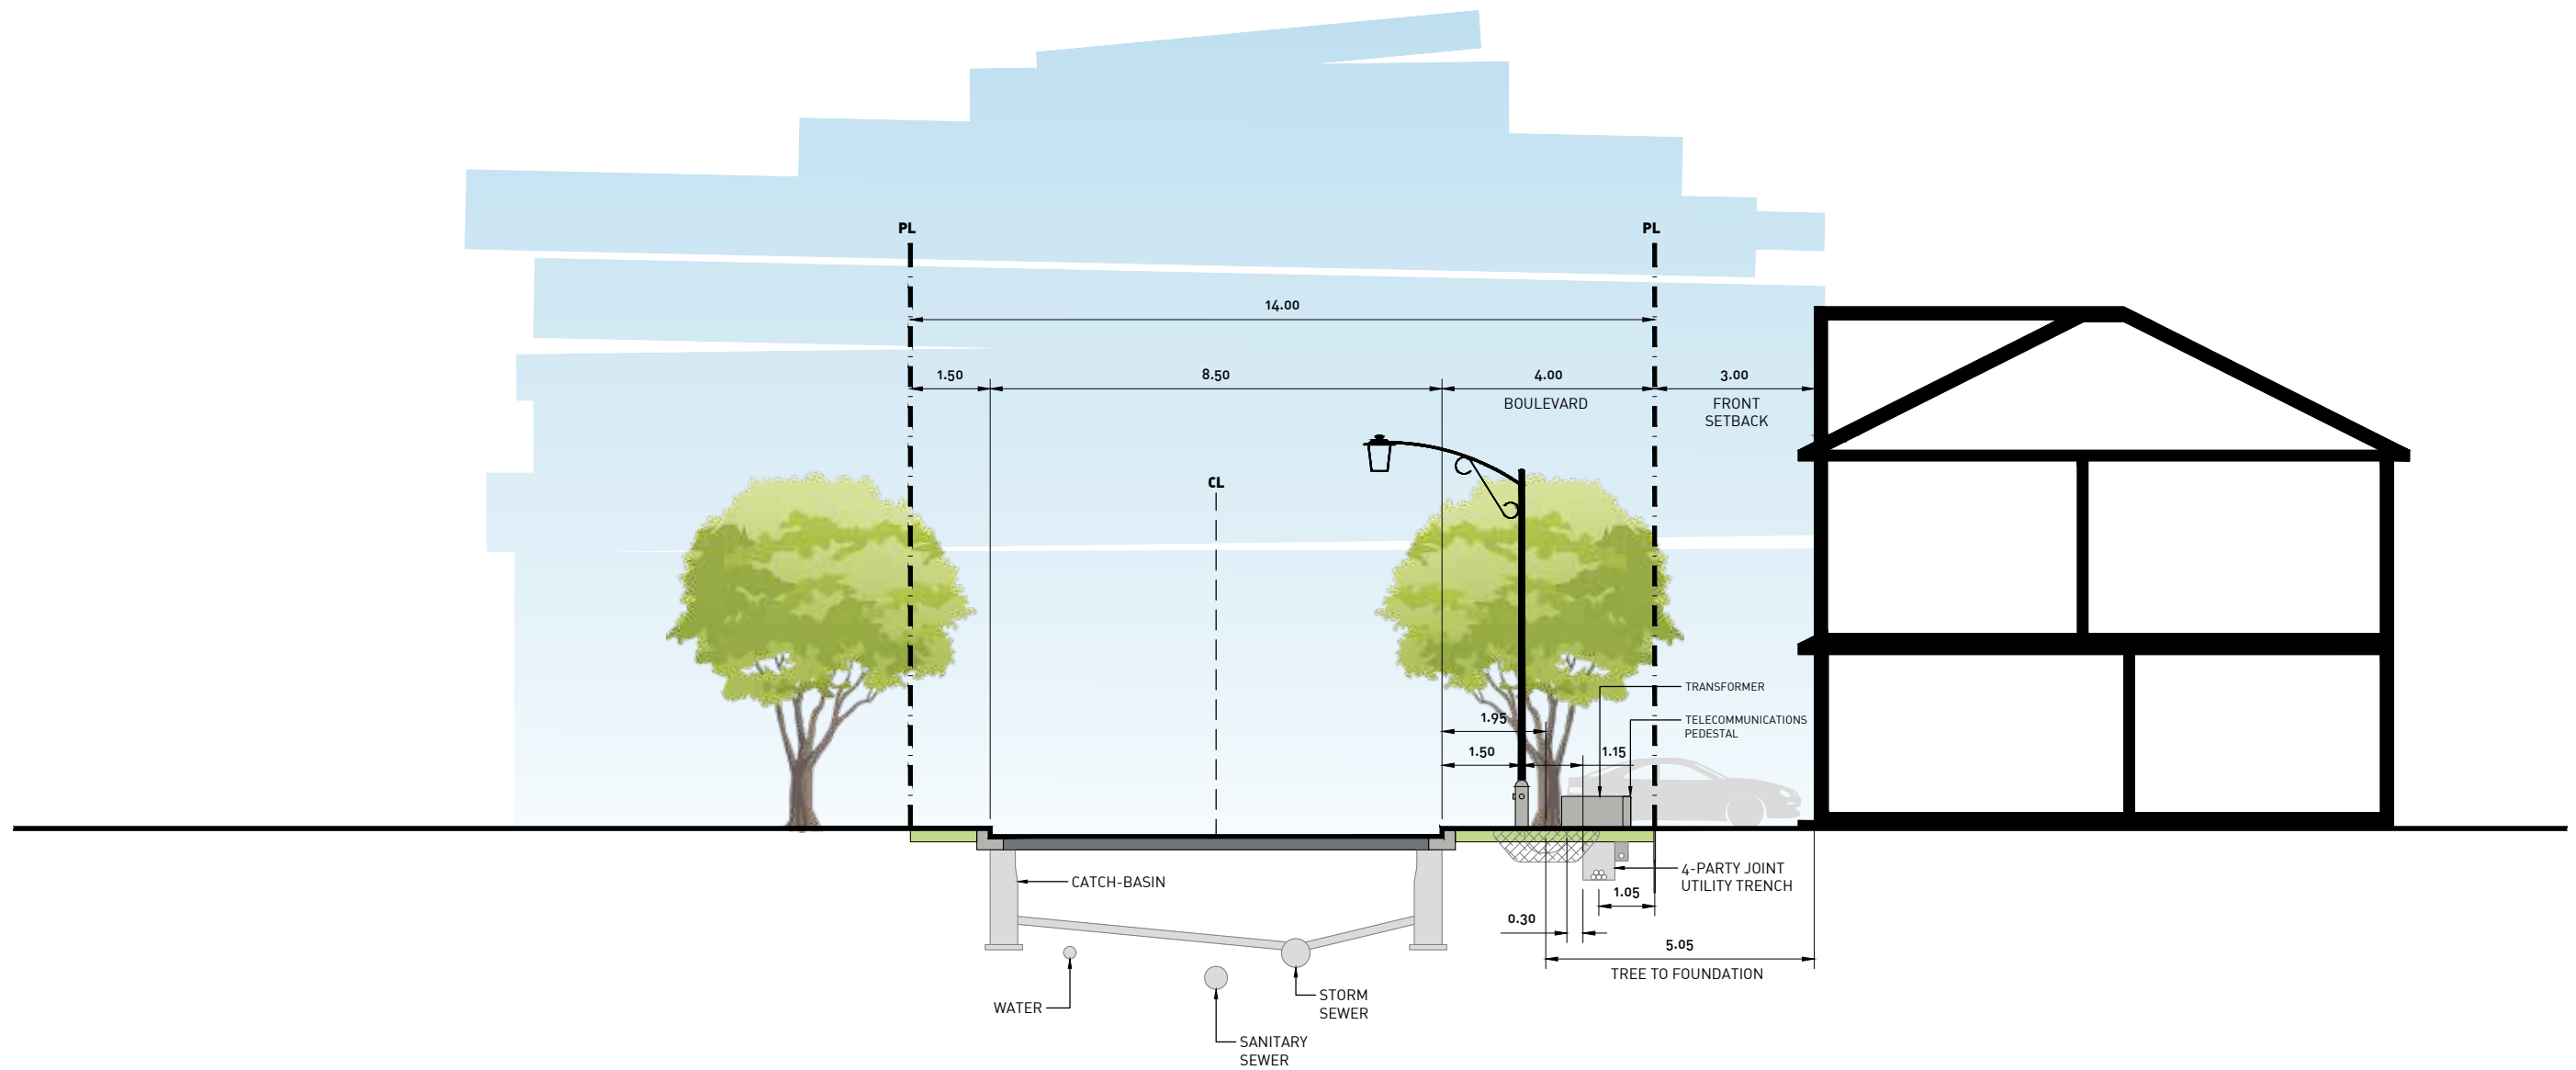 PL
PL
14.00
1.50
8.50
4.00
3.00
BOULEVARD
FRONT
SETBACK
CL
TRANSFORMER
1.95
TELECOMMUNICATIONS
PEDESTAL
1.50
1.15
4-PARTY JOINT
UTILITY TRENCH
CATCH-BASIN
1.05
0.30
5.05
TREE TO FOUNDATION
WATER
STORM
SEWER
SANITARY
SEWER